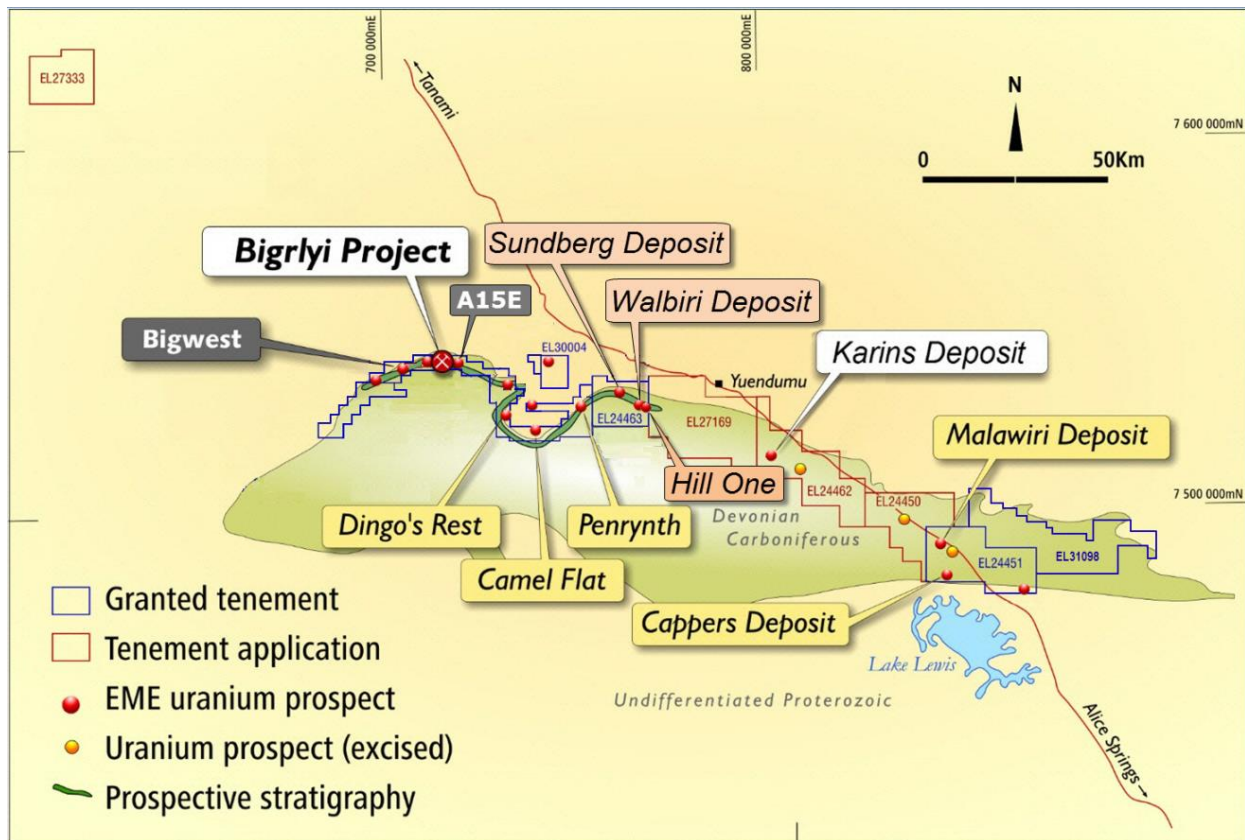 700 000mE
800 000mE
EL27333
Tanami
N
7 600 000mN
0
50Km
Bigrlyi Project
Sundberg Deposit
A15E
Walbiri Deposit
Bigwest
EL30004
Karins Deposit
Yuendumu
EL24463
EL27169
Malawiri Deposit
Hill One
EL24462
EL24450
7 500 000mN
Dingo's Rest
Penrynth
Devonian
Carboniferous
EL24451
EL31098
Camel Flat
Granted tenement
Cappers Deposit
Tenement application
Lake Lewis
EME uranium prospect
Undifferentiated Proterozoic
Uranium prospect (excised)
Alice Springs
Prospective stratigraphy